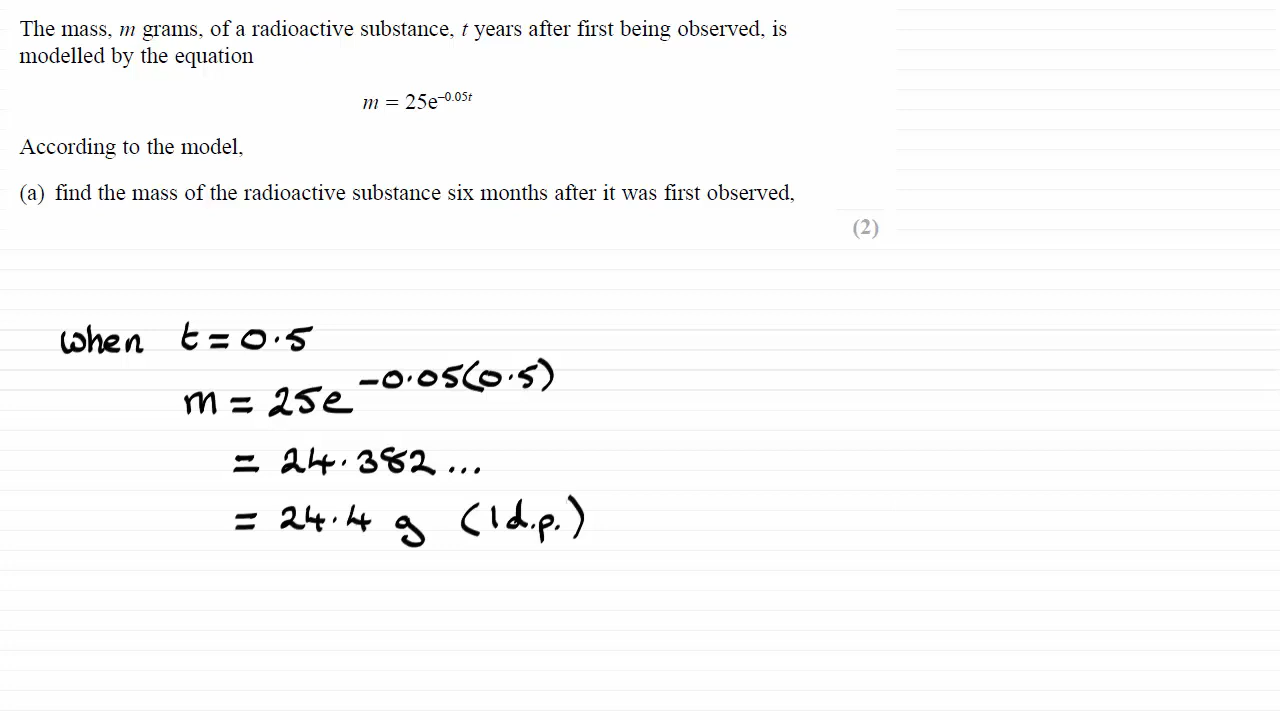 The mass, m grams, of a radioactive substance, t years after first being observed, is
modelled by the equation
m = 25e^{-0.05t}
According to the model,
(a) find the mass of the radioactive substance six months after it was first observed,
(2)
when t = 0.5
m = 25e^{-0.05(0.5)}
= 24.382...
= 24.4 g (1 d.p.)